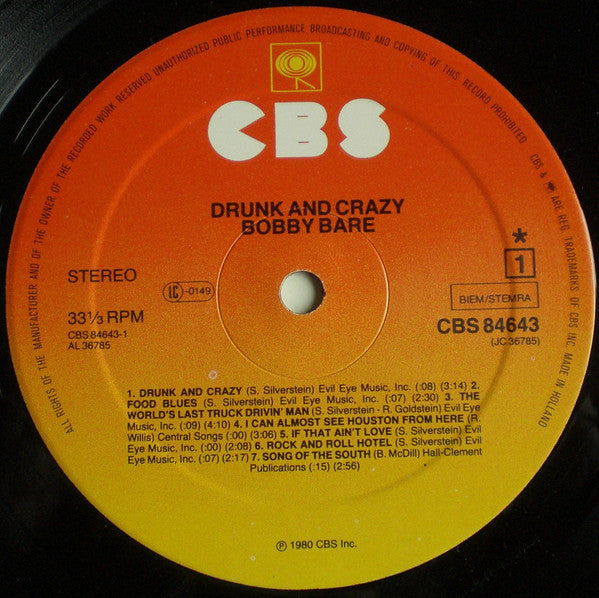 ALL RIGHTS OF THE MANUFACTURER AND OF THE OWNER OF THE RECORDED WORK RESERVED UNAUTHORIZED PUBLIC PERFORMANCE BROADCASTING AND COPYING OF THIS RECORD PROHIBITED
CBS & ARE REG. TRADEMARKS OF CBS INC. MADE IN HOLLAND
CBS
DRUNK AND CRAZY
BOBBY BARE
*
1
STEREO
LC -0149
BIEM/STEMRA
33⅓ RPM
CBS 84643
CBS 84643-1
(JC 36785)
AL 36785
1. DRUNK AND CRAZY (S. Silverstein) Evil Eye Music, Inc. (:08) (3:14) 2.
FOOD BLUES (S. Silverstein) Evil Eye Music, Inc. (:07) (2:30) 3. THE
WORLD'S LAST TRUCK DRIVIN' MAN (S. Silverstein - R. Goldstein) Evil Eye
Music, Inc. (:09) (4:10) 4. I CAN ALMOST SEE HOUSTON FROM HERE (R.
Willis) Central Songs (:00) (3:06) 5. IF THAT AIN'T LOVE (S. Silverstein) Evil
Eye Music, Inc. (:00) (2:08) 6. ROCK AND ROLL HOTEL (S. Silverstein) Evil
Eye Music, Inc. (:07) (2:17) 7. SONG OF THE SOUTH (B. McDill) Hall-Clement
Publications (:15) (2:56)
℗ 1980 CBS Inc.